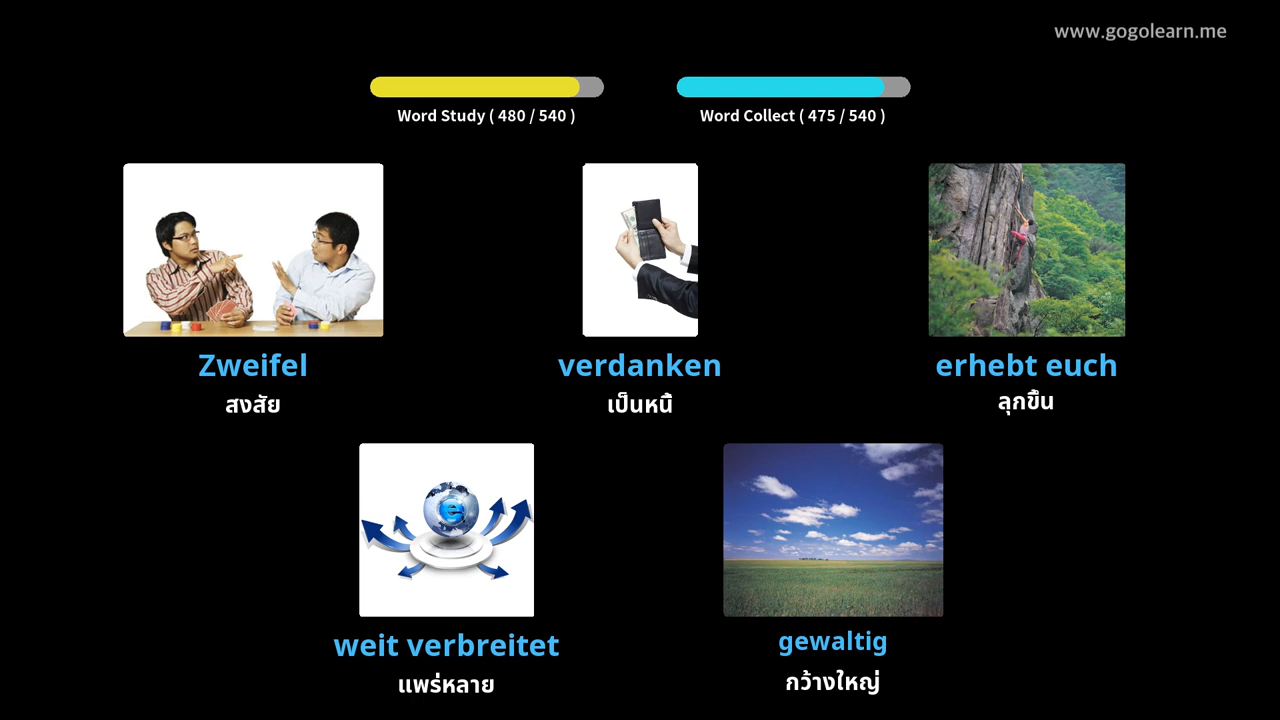 www.gogolearn.me
Word Study ( 480 / 540 )
Word Collect ( 475 / 540 )
Zweifel
สงสัย
verdanken
เป็นหนี้
erhebt euch
ลุกขึ้น
e
weit verbreitet
แพร่หลาย
gewaltig
กว้างใหญ่